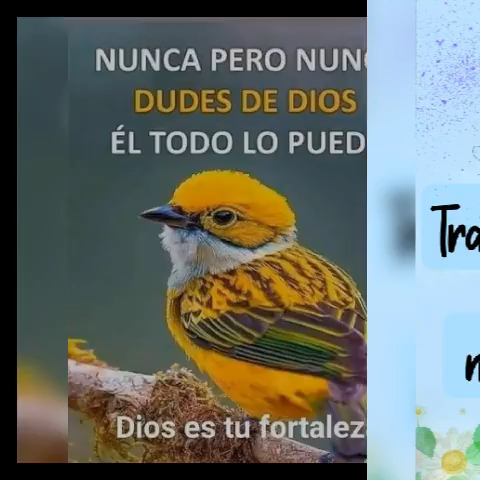 NUNCA PERO NUNC
DUDES DE DIOS
ÉL TODO LO PUED
Dios es tu fortalez
Tra